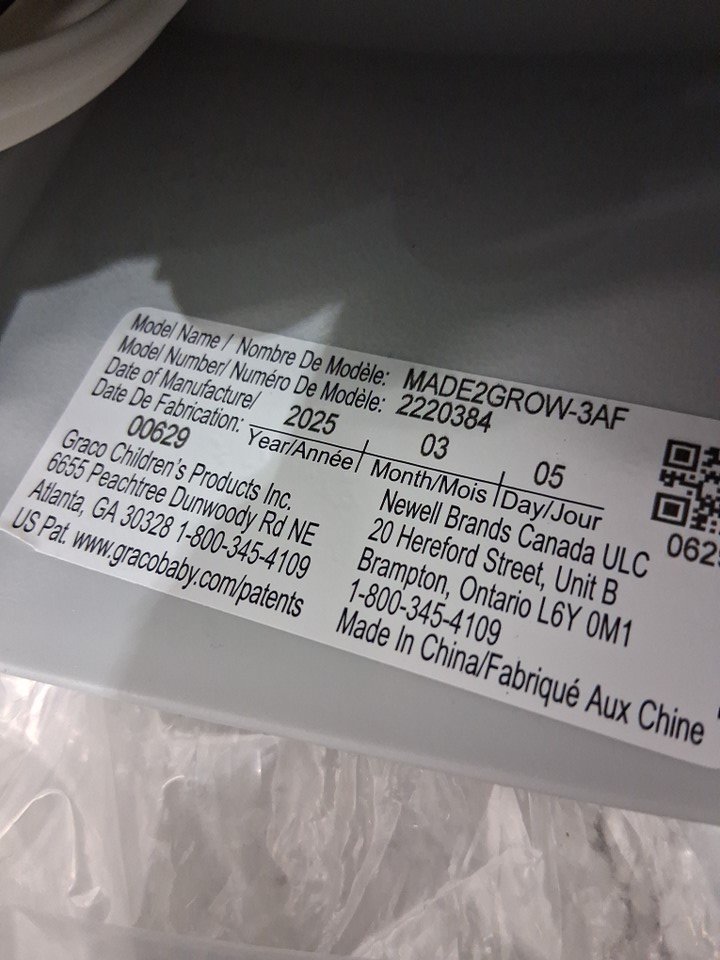 Model Name / Nombre De Modèle: MADE2GROW-3AF
Model Number/ Numéro De Modèle: 2220384
Date of Manufacture/
Date De Fabrication: 2025 03 05
Year/Année Month/Mois Day/Jour
00629
Graco Children's Products Inc.
6655 Peachtree Dunwoody Rd NE
Atlanta, GA 30328 1-800-345-4109
US Pat. www.gracobaby.com/patents
Newell Brands Canada ULC
20 Hereford Street, Unit B
Brampton, Ontario L6Y 0M1
1-800-345-4109
Made In China/Fabriqué Aux Chine